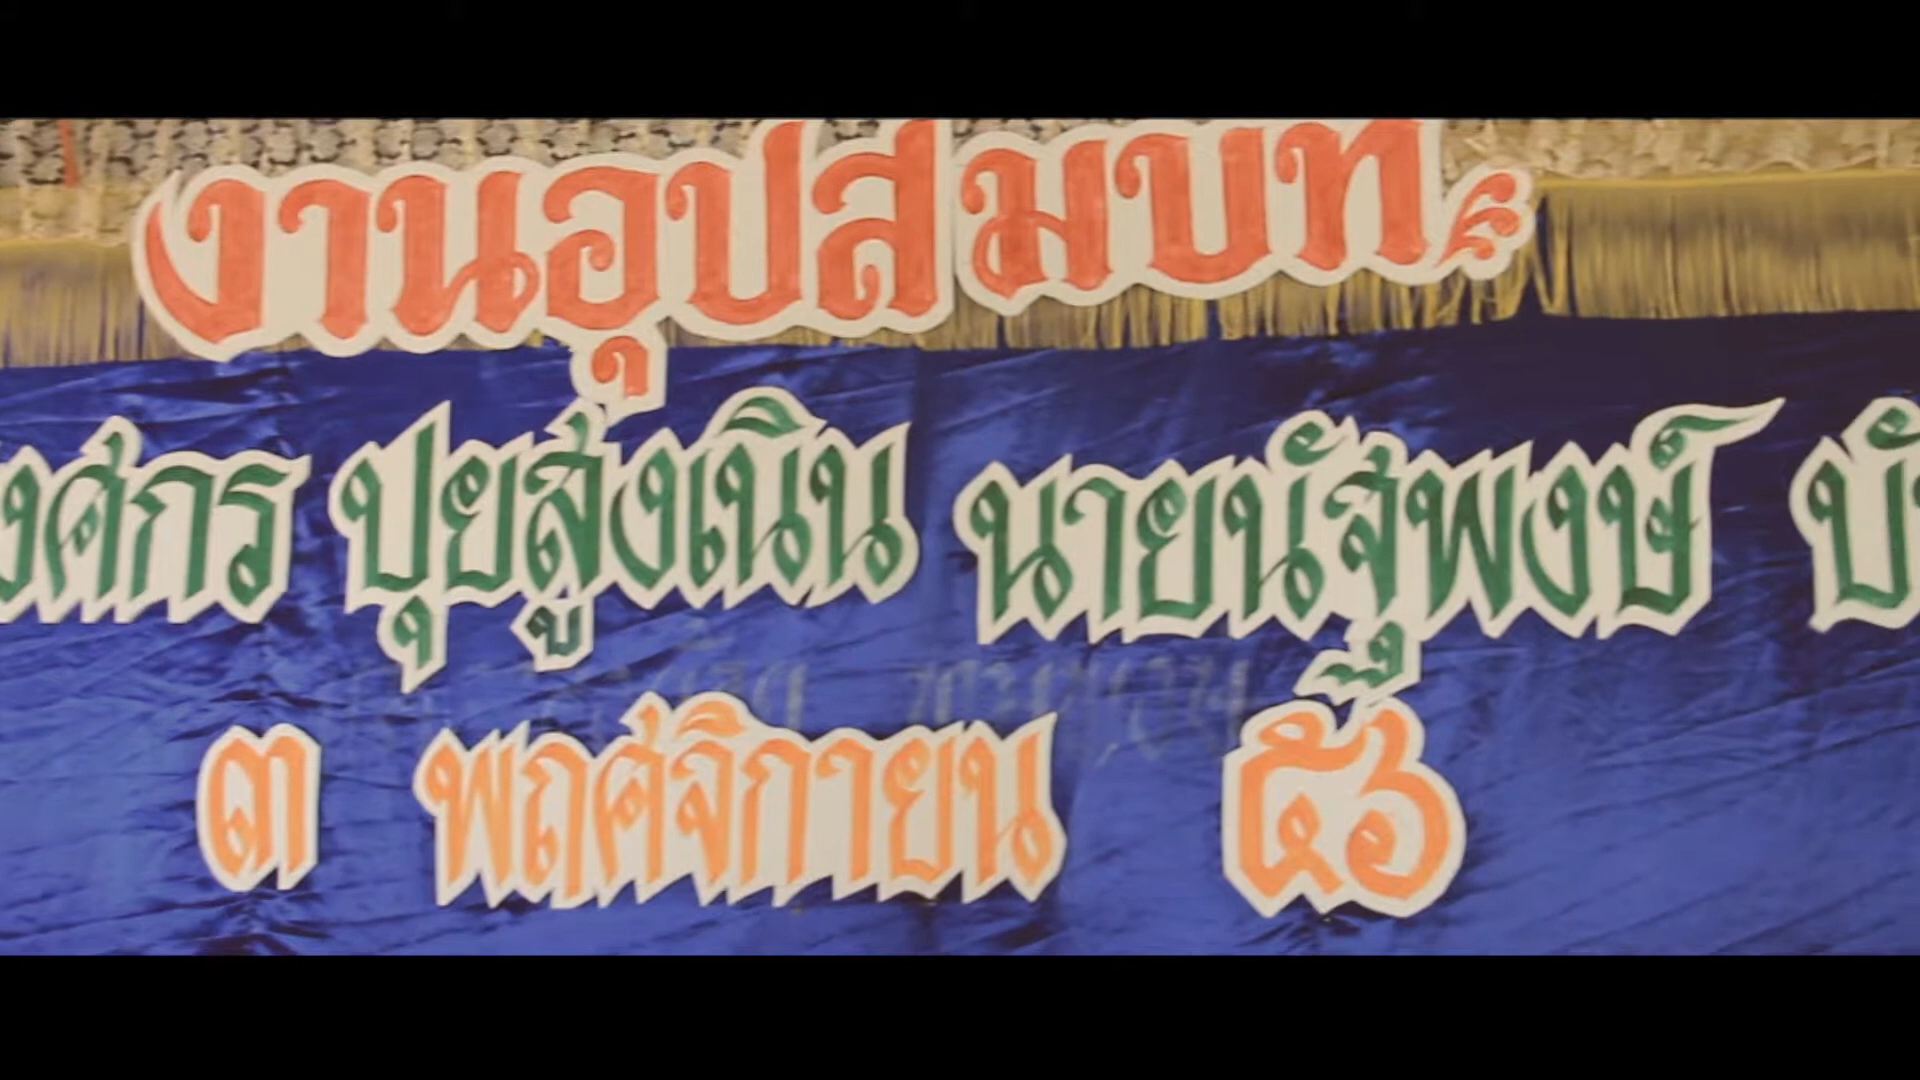 งานอุปสมบท
งศกร ปุยสูงเนิน นายนัฐพงษ์ บั
๓ พฤศจิกายน ๕๖